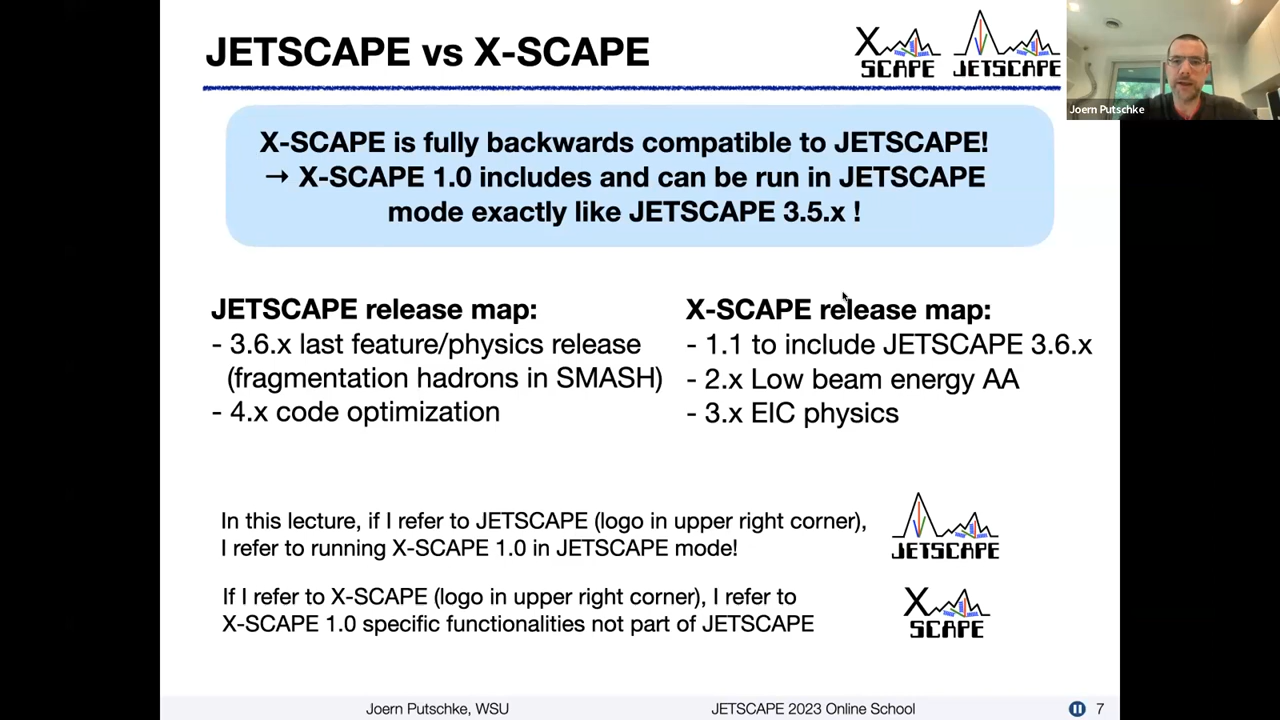 JETSCAPE vs X-SCAPE
X
SCAPE
JETSCAPE
Joern Putschke
X-SCAPE is fully backwards compatible to JETSCAPE!
→ X-SCAPE 1.0 includes and can be run in JETSCAPE
mode exactly like JETSCAPE 3.5.x !
JETSCAPE release map:
- 3.6.x last feature/physics release
(fragmentation hadrons in SMASH)
- 4.x code optimization
X-SCAPE release map:
- 1.1 to include JETSCAPE 3.6.x
- 2.x Low beam energy AA
- 3.x EIC physics
In this lecture, if I refer to JETSCAPE (logo in upper right corner),
I refer to running X-SCAPE 1.0 in JETSCAPE mode!
JETSCAPE
If I refer to X-SCAPE (logo in upper right corner), I refer to
X-SCAPE 1.0 specific functionalities not part of JETSCAPE
X
SCAPE
Joern Putschke, WSU
JETSCAPE 2023 Online School
7